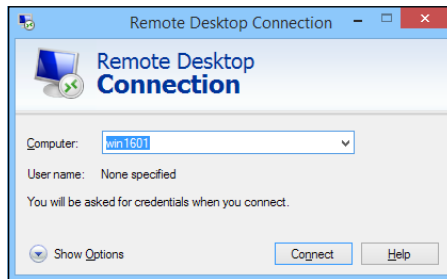 Remote Desktop Connection
Remote Desktop
Connection
Computer: win1601
User name: None specified
You will be asked for credentials when you connect.
Show Options Connect Help